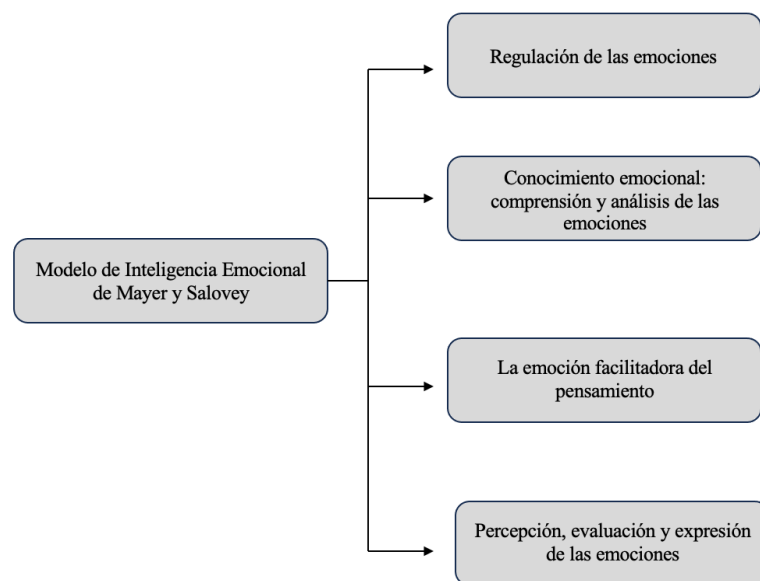 Regulación de las emociones
Conocimiento emocional:
comprensión y análisis de las
emociones
Modelo de Inteligencia Emocional
de Mayer y Salovey
La emoción facilitadora del
pensamiento
Percepción, evaluación y expresión
de las emociones